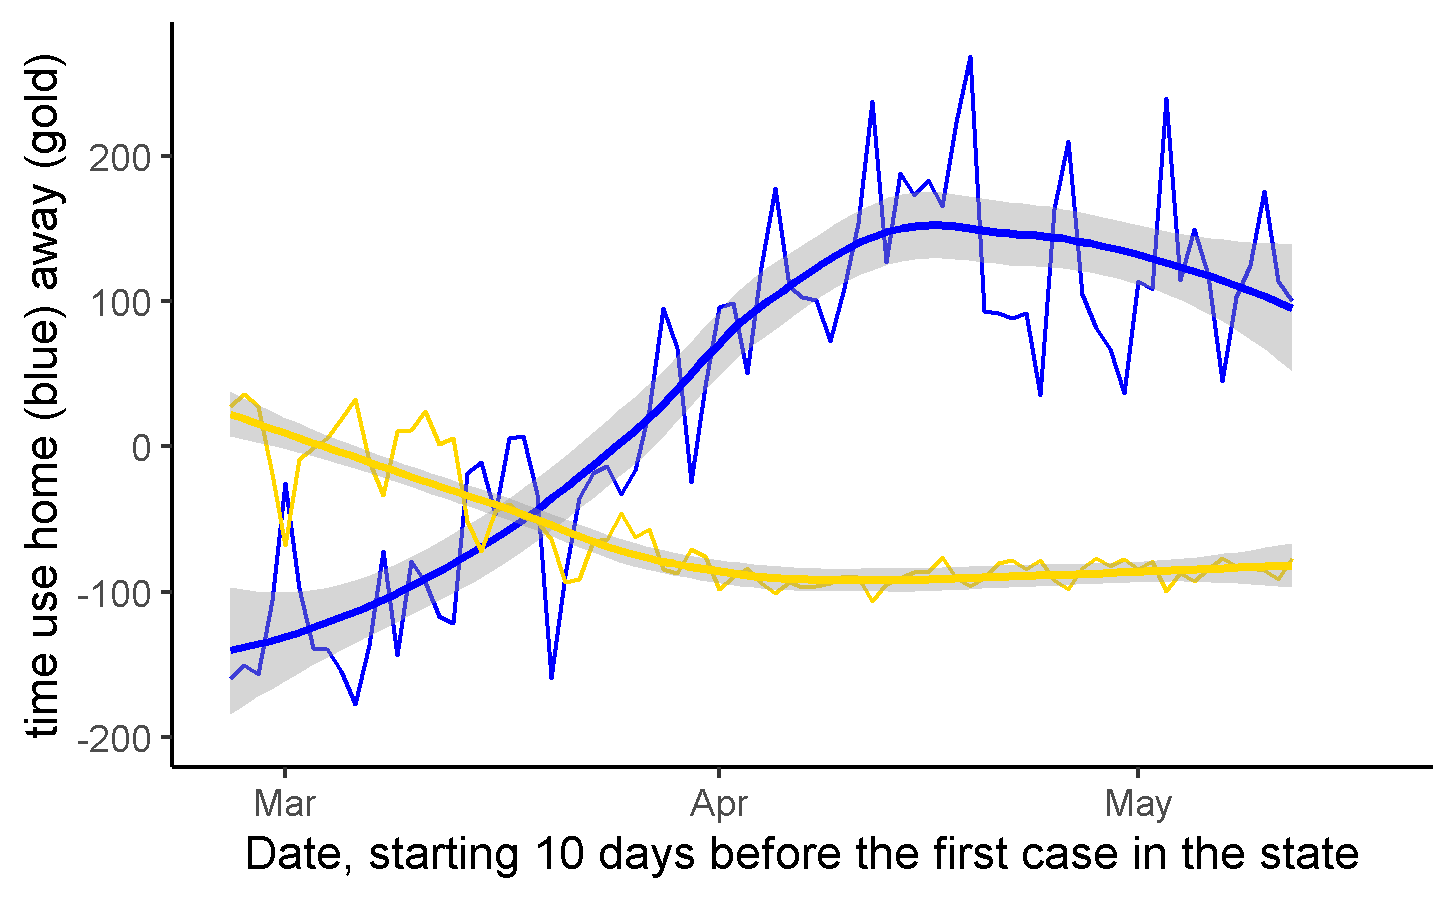 time use home (blue) away (gold)
200
100
0
-100
-200
Mar Apr May
Date, starting 10 days before the first case in the state